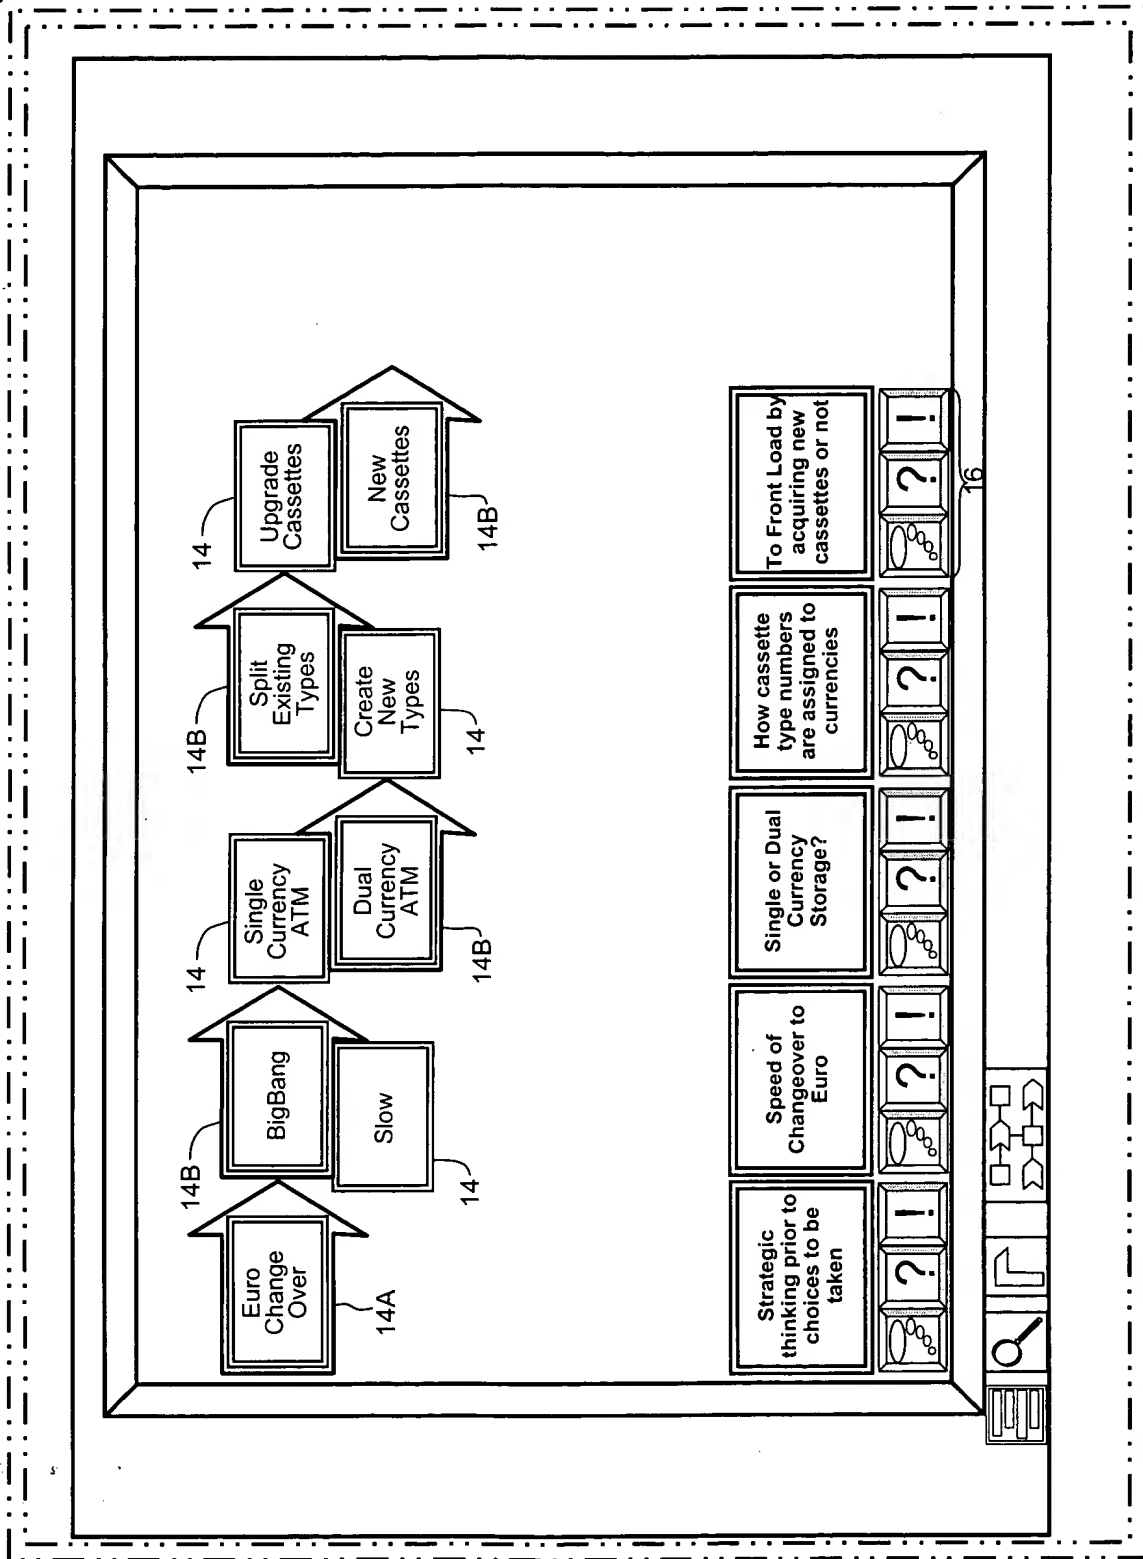 14B
14
14B
14
Euro
Change
Over
BigBang
Single
Currency
ATM
Split
Existing
Types
Upgrade
Cassettes
Slow
Dual
Currency
ATM
Create
New
Types
New
Cassettes
14A
14
14B
14
14B
Strategic
thinking prior to
choices to be
taken
Speed of
Changeover to
Euro
Single or Dual
Currency
Storage?
How cassette
type numbers
are assigned to
currencies
To Front Load by
acquiring new
cassettes or not
? !
? !
? !
? !
? !
16